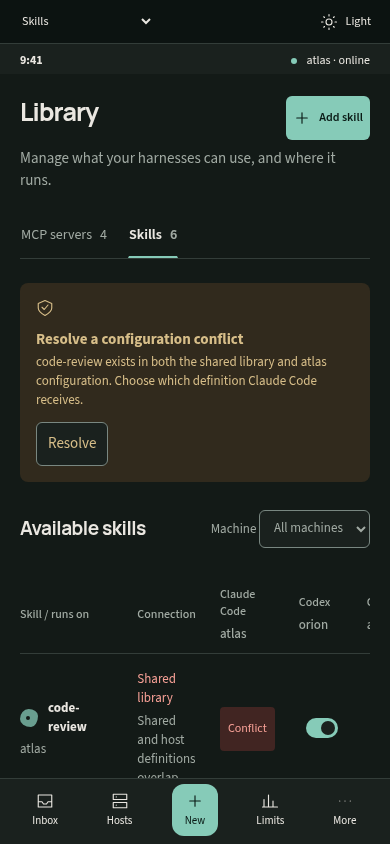 Skills
Light
9:41
atlas · online
Library
Add skill
Manage what your harnesses can use, and where it
runs.
MCP servers 4
Skills 6
Resolve a configuration conflict
code-review exists in both the shared library and atlas
configuration. Choose which definition Claude Code
receives.
Resolve
Available skills
Machine
All machines
Skill / runs on
Connection
Claude
Code
atlas
Codex
orion
code-
review
atlas
Shared
library
Shared
and host
definitions
overlap
Conflict
Inbox
Hosts
New
Limits
More